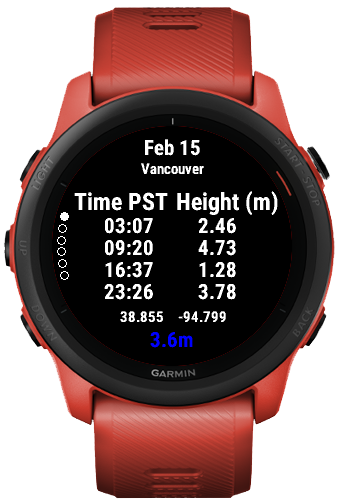 Feb 15
Vancouver
Time PST Height (m)
03:07 2.46
09:20 4.73
16:37 1.28
23:26 3.78
38.855 -94.799
3.6m
GARMIN
LIGHT
START·STOP
UP
DOWN
BACK